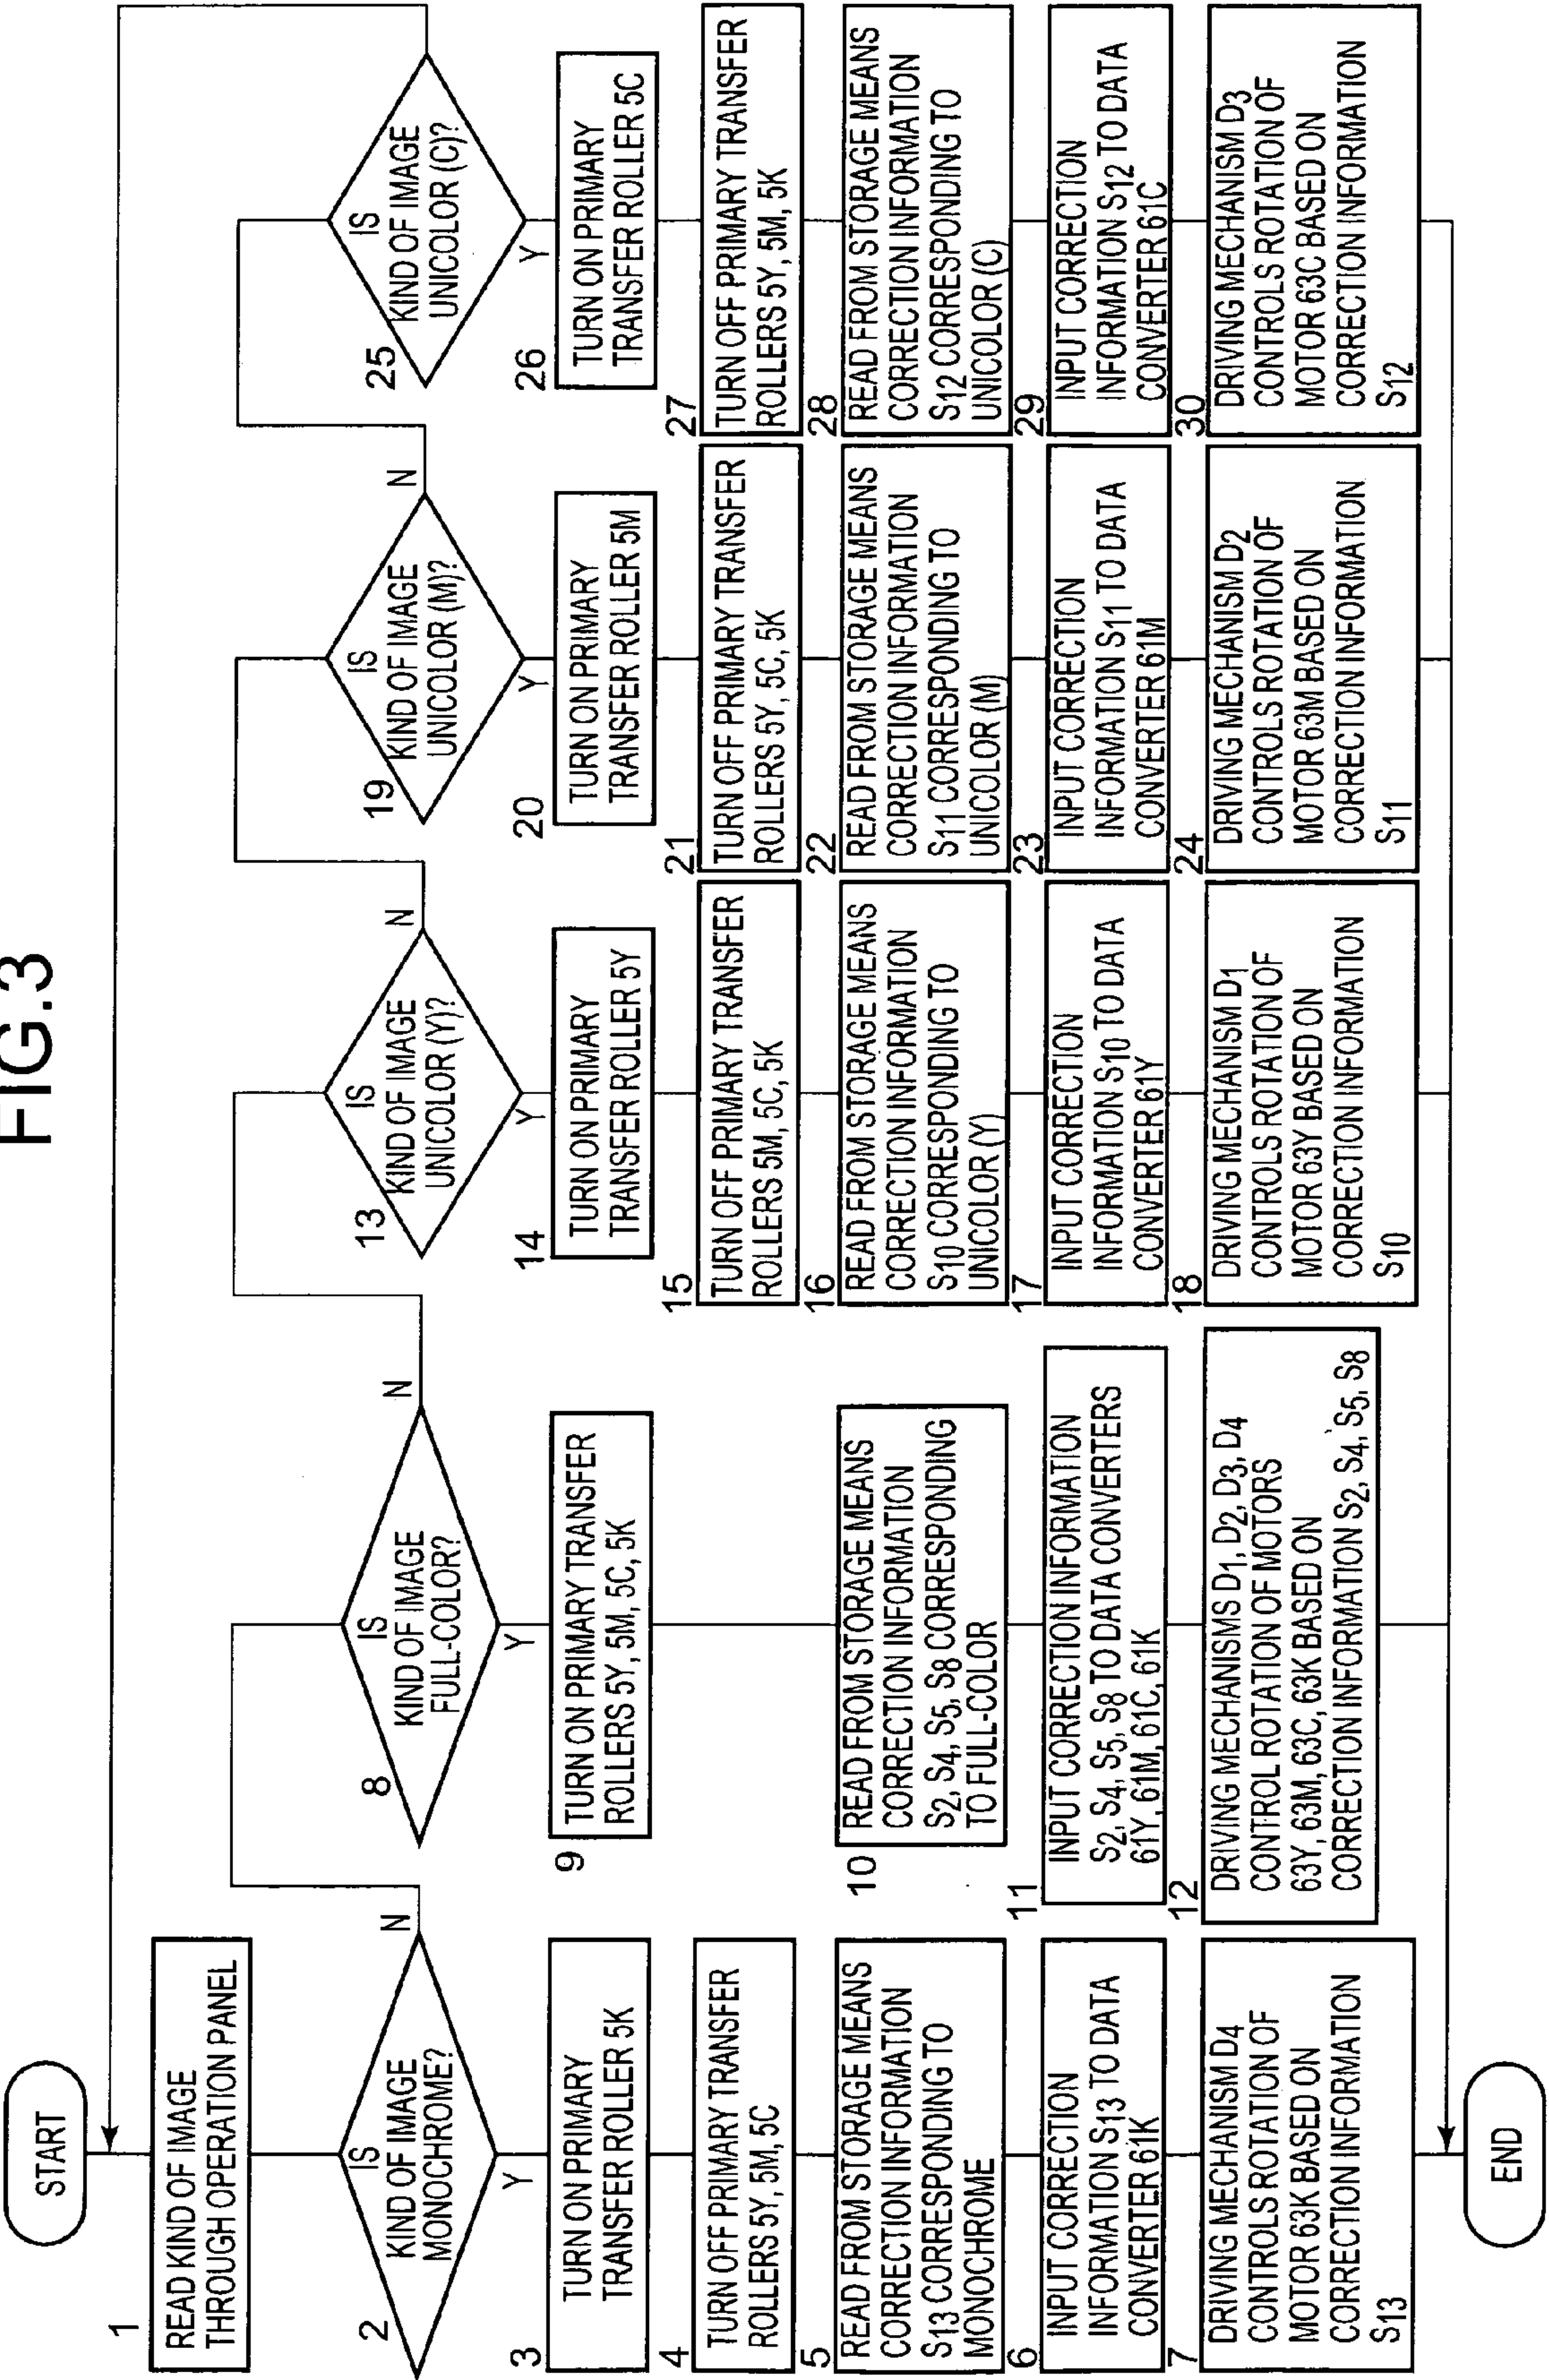 FIG.3
START
1
READ KIND OF IMAGE
THROUGH OPERATION PANEL
2
IS
KIND OF IMAGE
MONOCHROME?
N
Y
3
TURN ON PRIMARY
TRANSFER ROLLER 5K
4
TURN OFF PRIMARY TRANSFER
ROLLERS 5Y, 5M, 5C
5
READ FROM STORAGE MEANS
CORRECTION INFORMATION
S13 CORRESPONDING TO
MONOCHROME
6
INPUT CORRECTION
INFORMATION S13 TO DATA
CONVERTER 61K
7
DRIVING MECHANISM D4
CONTROLS ROTATION OF
MOTOR 63K BASED ON
CORRECTION INFORMATION
S13
8
IS
KIND OF IMAGE
FULL-COLOR?
N
Y
9
TURN ON PRIMARY TRANSFER
ROLLERS 5Y, 5M, 5C, 5K
10
READ FROM STORAGE MEANS
CORRECTION INFORMATION
S2, S4, S5, S8 CORRESPONDING
TO FULL-COLOR
11
INPUT CORRECTION INFORMATION
S2, S4, S5, S8 TO DATA CONVERTERS
61Y, 61M, 61C, 61K
12
DRIVING MECHANISMS D1, D2, D3, D4
CONTROL ROTATION OF MOTORS
63Y, 63M, 63C, 63K BASED ON
CORRECTION INFORMATION S2, S4, S5, S8
13
IS
KIND OF IMAGE
UNICOLOR (Y)?
N
Y
14
TURN ON PRIMARY
TRANSFER ROLLER 5Y
15
TURN OFF PRIMARY TRANSFER
ROLLERS 5M, 5C, 5K
16
READ FROM STORAGE MEANS
CORRECTION INFORMATION
S10 CORRESPONDING TO
UNICOLOR (Y)
17
INPUT CORRECTION
INFORMATION S10 TO DATA
CONVERTER 61Y
18
DRIVING MECHANISM D1
CONTROLS ROTATION OF
MOTOR 63Y BASED ON
CORRECTION INFORMATION
S10
19
IS
KIND OF IMAGE
UNICOLOR (M)?
N
Y
20
TURN ON PRIMARY
TRANSFER ROLLER 5M
21
TURN OFF PRIMARY TRANSFER
ROLLERS 5Y, 5C, 5K
22
READ FROM STORAGE MEANS
CORRECTION INFORMATION
S11 CORRESPONDING TO
UNICOLOR (M)
23
INPUT CORRECTION
INFORMATION S11 TO DATA
CONVERTER 61M
24
DRIVING MECHANISM D2
CONTROLS ROTATION OF
MOTOR 63M BASED ON
CORRECTION INFORMATION
S11
25
IS
KIND OF IMAGE
UNICOLOR (C)?
Y
26
TURN ON PRIMARY
TRANSFER ROLLER 5C
27
TURN OFF PRIMARY TRANSFER
ROLLERS 5Y, 5M, 5K
28
READ FROM STORAGE MEANS
CORRECTION INFORMATION
S12 CORRESPONDING TO
UNICOLOR (C)
29
INPUT CORRECTION
INFORMATION S12 TO DATA
CONVERTER 61C
30
DRIVING MECHANISM D3
CONTROLS ROTATION OF
MOTOR 63C BASED ON
CORRECTION INFORMATION
S12
END